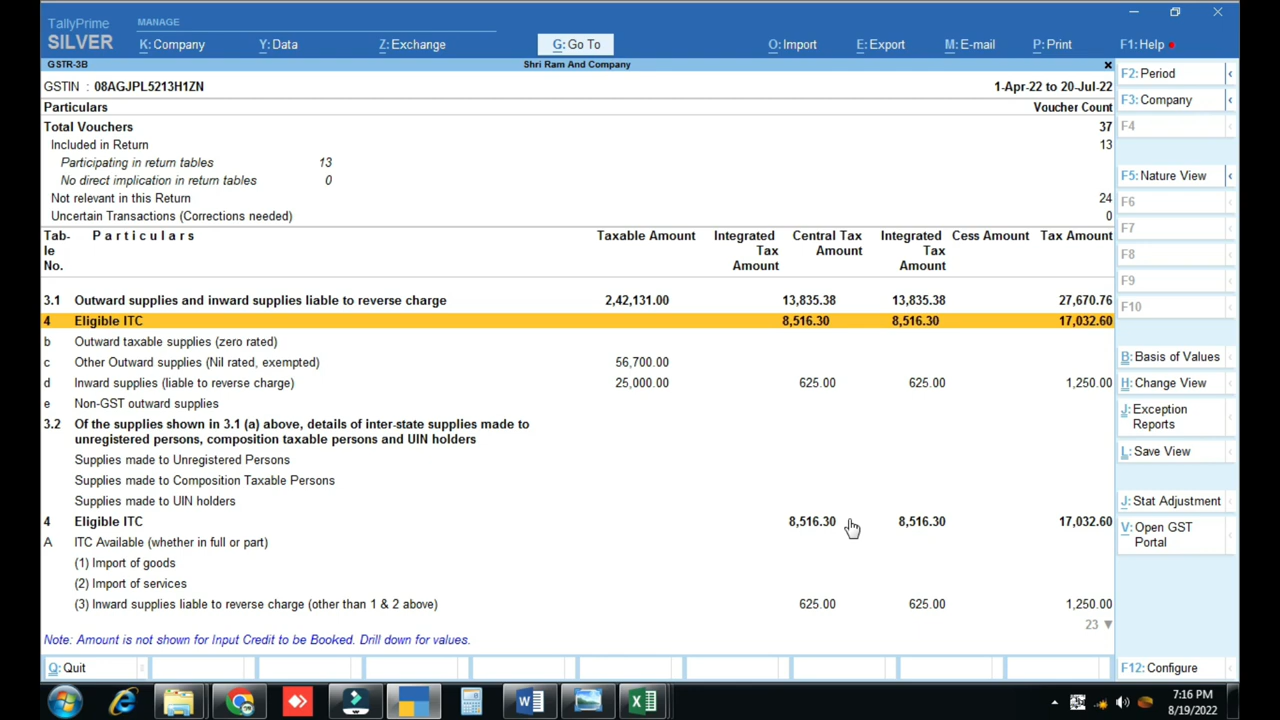 TallyPrime MANAGE
SILVER K: Company Y: Data Z: Exchange G: Go To O: Import E: Export M: E-mail P: Print F1: Help
GSTR-3B Shri Ram And Company
GSTIN : 08AGJPL5213H1ZN 1-Apr-22 to 20-Jul-22
Particulars Voucher Count
Total Vouchers 37
Included in Return 13
Participating in return tables 13
No direct implication in return tables 0
Not relevant in this Return 24
Uncertain Transactions (Corrections needed) 0
Tab- Particulars Taxable Amount Integrated Central Tax Integrated Cess Amount Tax Amount
le Tax Amount Tax
No. Amount Amount
3.1 Outward supplies and inward supplies liable to reverse charge 2,42,131.00 13,835.38 13,835.38 27,670.76
4 Eligible ITC 8,516.30 8,516.30 17,032.60
b Outward taxable supplies (zero rated)
c Other Outward supplies (Nil rated, exempted) 56,700.00
d Inward supplies (liable to reverse charge) 25,000.00 625.00 625.00 1,250.00
e Non-GST outward supplies
3.2 Of the supplies shown in 3.1 (a) above, details of inter-state supplies made to
unregistered persons, composition taxable persons and UIN holders
Supplies made to Unregistered Persons
Supplies made to Composition Taxable Persons
Supplies made to UIN holders
4 Eligible ITC 8,516.30 8,516.30 17,032.60
A ITC Available (whether in full or part)
(1) Import of goods
(2) Import of services
(3) Inward supplies liable to reverse charge (other than 1 & 2 above) 625.00 625.00 1,250.00
23 ▼
Note: Amount is not shown for Input Credit to be Booked. Drill down for values.
Q: Quit
F2: Period
F3: Company
F4
F5: Nature View
F6
F7
F8
F9
F10
B: Basis of Values
H: Change View
J: Exception
Reports
L: Save View
J: Stat Adjustment
V: Open GST
Portal
F12: Configure
7:16 PM
8/19/2022